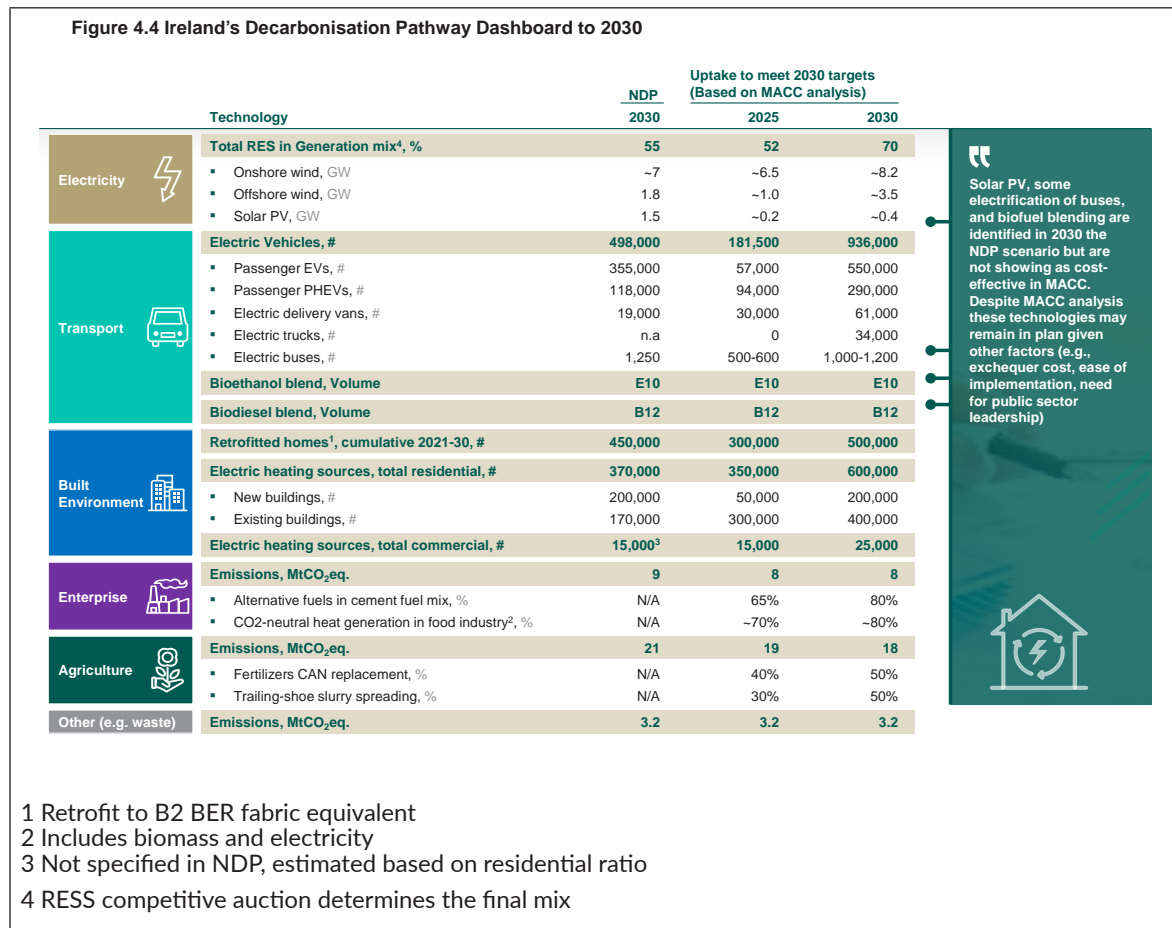 Figure 4.4 Ireland's Decarbonisation Pathway Dashboard to 2030
Uptake to meet 2030 targets
(Based on MACC analysis)
NDP
Technology 2030 2025 2030
Electricity
Total RES in Generation mix⁴, % 55 52 70
▪ Onshore wind, GW ~7 ~6.5 ~8.2
▪ Offshore wind, GW 1.8 ~1.0 ~3.5
▪ Solar PV, GW 1.5 ~0.2 ~0.4
Transport
Electric Vehicles, # 498,000 181,500 936,000
▪ Passenger EVs, # 355,000 57,000 550,000
▪ Passenger PHEVs, # 118,000 94,000 290,000
▪ Electric delivery vans, # 19,000 30,000 61,000
▪ Electric trucks, # n.a 0 34,000
▪ Electric buses, # 1,250 500-600 1,000-1,200
Bioethanol blend, Volume E10 E10 E10
Biodiesel blend, Volume B12 B12 B12
Built
Environment
Retrofitted homes¹, cumulative 2021-30, # 450,000 300,000 500,000
Electric heating sources, total residential, # 370,000 350,000 600,000
▪ New buildings, # 200,000 50,000 200,000
▪ Existing buildings, # 170,000 300,000 400,000
Electric heating sources, total commercial, # 15,000³ 15,000 25,000
Enterprise
Emissions, MtCO₂eq. 9 8 8
▪ Alternative fuels in cement fuel mix, % N/A 65% 80%
▪ CO2-neutral heat generation in food industry², % N/A ~70% ~80%
Agriculture
Emissions, MtCO₂eq. 21 19 18
▪ Fertilizers CAN replacement, % N/A 40% 50%
▪ Trailing-shoe slurry spreading, % N/A 30% 50%
Other (e.g. waste)
Emissions, MtCO₂eq. 3.2 3.2 3.2
Solar PV, some
electrification of buses,
and biofuel blending are
identified in 2030 the
NDP scenario but are
not showing as cost-
effective in MACC.
Despite MACC analysis
these technologies may
remain in plan given
other factors (e.g.,
exchequer cost, ease of
implementation, need
for public sector
leadership)
1 Retrofit to B2 BER fabric equivalent
2 Includes biomass and electricity
3 Not specified in NDP, estimated based on residential ratio
4 RESS competitive auction determines the final mix